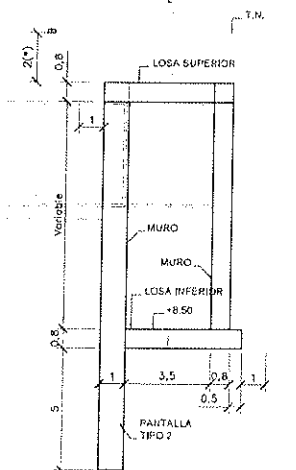 T.N.
2(*)
0,8
LOSA SUPERIOR
1
Variable
MURO
MURO
LOSA INFERIOR
+8.50
0,8
1
3,5
0,8
1
0,5
5
PANTALLA
TIPO 2